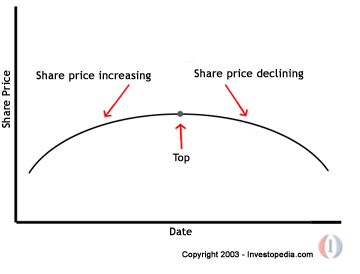 Share price increasing
Share price declining
Share Price
Top
Date
Copyright 2003 - Investopedia.com